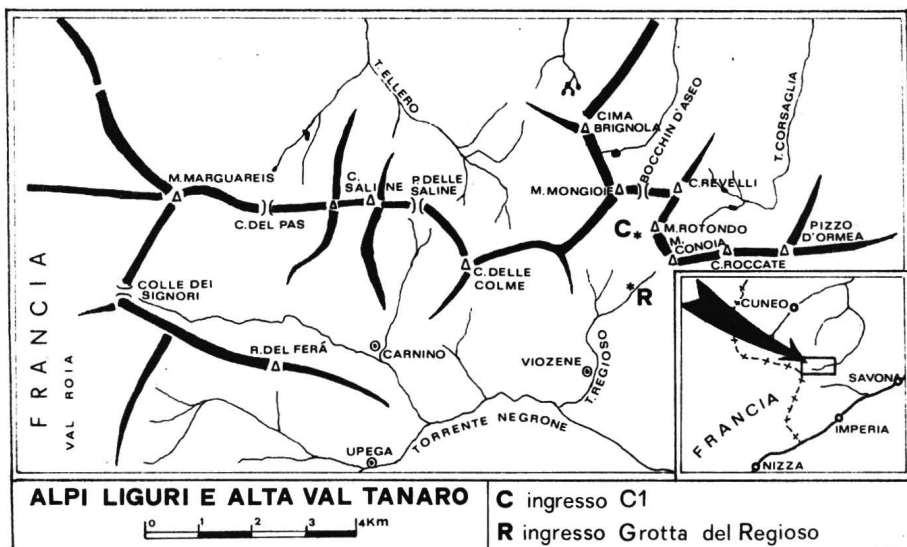 T. ELLERO
CIMA
BRIGNOLA
BOCCHIN D'ASEO
T. CORSAGLIA
M. MARGUAREIS
C.
SALINE
P. DELLE
SALINE
M. MONGIOIE
C. REVELLI
C. DEL PAS
C*
M. ROTONDO
M.
CONOIA
PIZZO
D'ORMEA
C. ROCCATE
C. DELLE
COLME
*R
COLLE DEI
SIGNORI
FRANCIA
VAL ROIA
R. DEL FERÁ
CARNINO
VIOZENE
T. REGIOSO
UPEGA
TORRENTE NEGRONE
CUNEO
SAVONA
FRANCIA
IMPERIA
NIZZA
ALPI LIGURI E ALTA VAL TANARO
0 1 2 3 4Km
C ingresso C1
R ingresso Grotta del Regioso